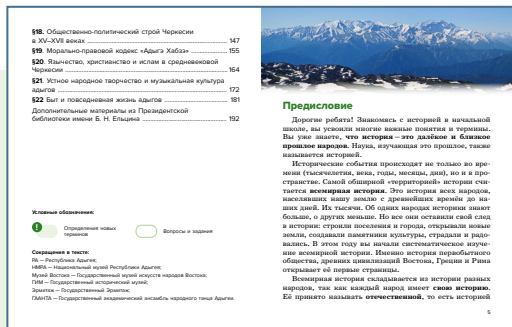 §18. Общественно-политический строй Черкесии
в XV–XVII веках 147
§19. Морально-правовой кодекс «Адыгэ Хабзэ» 155
§20. Язычество, христианство и ислам в средневековой
Черкесии 164
§21. Устное народное творчество и музыкальная культура
адыгов 172
§22 Быт и повседневная жизнь адыгов 181
Дополнительные материалы из Президентской
библиотеки имени Б. Н. Ельцина 192
Условные обозначения:
Определения новых
терминов
Вопросы и задания
Сокращения в тексте:
РА — Республика Адыгея;
НМРА — Национальный музей Республики Адыгея;
Музей Востока — Государственный музей искусств народов Востока;
ГИМ — Государственный исторический музей;
Эрмитаж — Государственный Эрмитаж;
ГААНТА — Государственный академический ансамбль народного танца Адыгеи.
Предисловие
Дорогие ребята! Знакомясь с историей в начальной
школе, вы усвоили многие важные понятия и термины.
Вы уже знаете, что история — это далёкое и близкое
прошлое народов. Наука, изучающая это прошлое, также
называется историей.
Исторические события происходят не только во вре-
мени (тысячелетия, века, годы, месяцы, дни), но и в про-
странстве. Самой обширной «территорией» истории счи-
тается всемирная история. Это история всех народов,
населявших нашу землю с древнейших времён до на-
ших дней. Их тысячи. Об одних народах историки знают
больше, о других меньше. Но все они оставили свой след
в истории: строили поселения и города, открывали новые
земли, создавали памятники культуры, страдали и радо-
вались. В этом году вы начали систематическое изуче-
ние всемирной истории. Именно история первобытного
общества, древних цивилизаций Востока, Греции и Рима
открывает её первые страницы.
Всемирная история складывается из истории разных
народов, так как каждый народ имеет свою историю.
Её принято называть отечественной, то есть историей
5